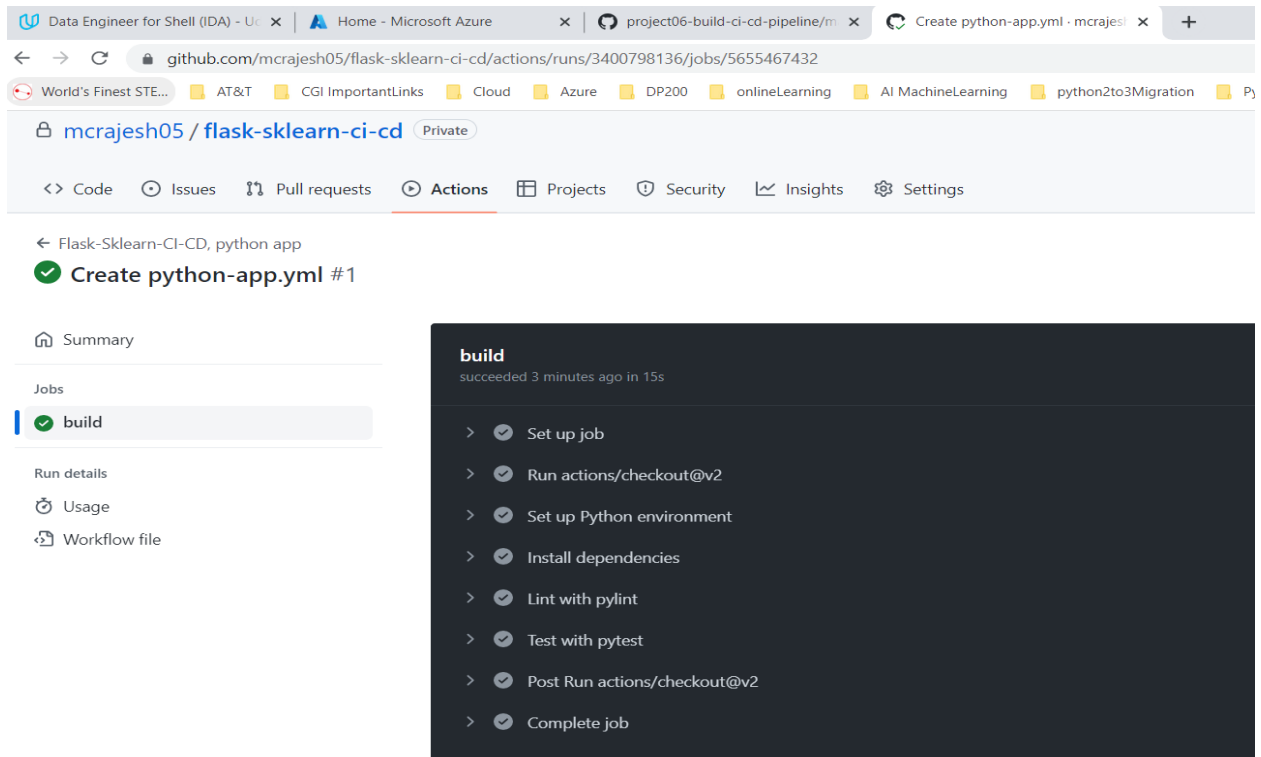 Data Engineer for Shell (IDA) - Uc
Home - Microsoft Azure
project06-build-ci-cd-pipeline/m
Create python-app.yml · mcrajesh
github.com/mcrajesh05/flask-sklearn-ci-cd/actions/runs/3400798136/jobs/5655467432
World's Finest STE... AT&T CGI ImportantLinks Cloud Azure DP200 onlineLearning AI MachineLearning python2to3Migration Py
mcrajesh05 / flask-sklearn-ci-cd Private
Code Issues Pull requests Actions Projects Security Insights Settings
Flask-Sklearn-CI-CD, python app
Create python-app.yml #1
Summary
Jobs
build
Run details
Usage
Workflow file
build
succeeded 3 minutes ago in 15s
Set up job
Run actions/checkout@v2
Set up Python environment
Install dependencies
Lint with pylint
Test with pytest
Post Run actions/checkout@v2
Complete job